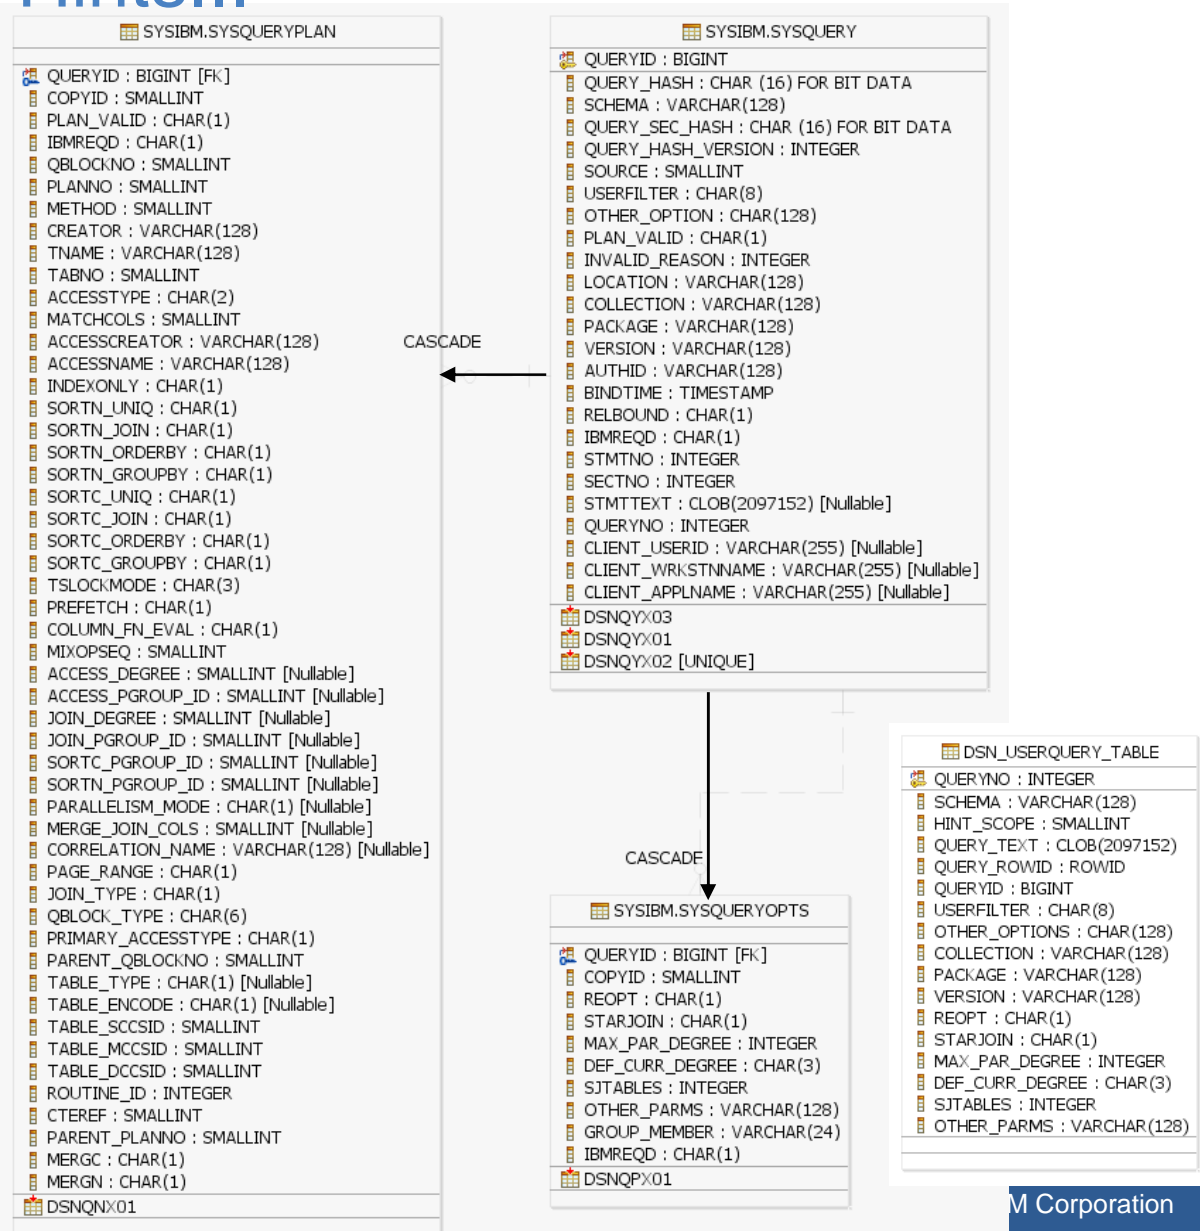 SYSIBM.SYSQUERYPLAN
QUERYID : BIGINT [FK]
COPYID : SMALLINT
PLAN_VALID : CHAR(1)
IBMREQD : CHAR(1)
QBLOCKNO : SMALLINT
PLANNO : SMALLINT
METHOD : SMALLINT
CREATOR : VARCHAR(128)
TNAME : VARCHAR(128)
TABNO : SMALLINT
ACCESSTYPE : CHAR(2)
MATCHCOLS : SMALLINT
ACCESSCREATOR : VARCHAR(128)
ACCESSNAME : VARCHAR(128)
INDEXONLY : CHAR(1)
SORTN_UNIQ : CHAR(1)
SORTN_JOIN : CHAR(1)
SORTN_ORDERBY : CHAR(1)
SORTN_GROUPBY : CHAR(1)
SORTC_UNIQ : CHAR(1)
SORTC_JOIN : CHAR(1)
SORTC_ORDERBY : CHAR(1)
SORTC_GROUPBY : CHAR(1)
TSLOCKMODE : CHAR(3)
PREFETCH : CHAR(1)
COLUMN_FN_EVAL : CHAR(1)
MIXOPSEQ : SMALLINT
ACCESS_DEGREE : SMALLINT [Nullable]
ACCESS_PGROUP_ID : SMALLINT [Nullable]
JOIN_DEGREE : SMALLINT [Nullable]
JOIN_PGROUP_ID : SMALLINT [Nullable]
SORTC_PGROUP_ID : SMALLINT [Nullable]
SORTN_PGROUP_ID : SMALLINT [Nullable]
PARALLELISM_MODE : CHAR(1) [Nullable]
MERGE_JOIN_COLS : SMALLINT [Nullable]
CORRELATION_NAME : VARCHAR(128) [Nullable]
PAGE_RANGE : CHAR(1)
JOIN_TYPE : CHAR(1)
QBLOCK_TYPE : CHAR(6)
PRIMARY_ACCESSTYPE : CHAR(1)
PARENT_QBLOCKNO : SMALLINT
TABLE_TYPE : CHAR(1) [Nullable]
TABLE_ENCODE : CHAR(1) [Nullable]
TABLE_SCCSID : SMALLINT
TABLE_MCCSID : SMALLINT
TABLE_DCCSID : SMALLINT
ROUTINE_ID : INTEGER
CTEREF : SMALLINT
PARENT_PLANNO : SMALLINT
MERGC : CHAR(1)
MERGN : CHAR(1)
DSNQNX01
CASCADE
SYSIBM.SYSQUERY
QUERYID : BIGINT
QUERY_HASH : CHAR (16) FOR BIT DATA
SCHEMA : VARCHAR(128)
QUERY_SEC_HASH : CHAR (16) FOR BIT DATA
QUERY_HASH_VERSION : INTEGER
SOURCE : SMALLINT
USERFILTER : CHAR(8)
OTHER_OPTION : CHAR(128)
PLAN_VALID : CHAR(1)
INVALID_REASON : INTEGER
LOCATION : VARCHAR(128)
COLLECTION : VARCHAR(128)
PACKAGE : VARCHAR(128)
VERSION : VARCHAR(128)
AUTHID : VARCHAR(128)
BINDTIME : TIMESTAMP
RELBOUND : CHAR(1)
IBMREQD : CHAR(1)
STMTNO : INTEGER
SECTNO : INTEGER
STMTTEXT : CLOB(2097152) [Nullable]
QUERYNO : INTEGER
CLIENT_USERID : VARCHAR(255) [Nullable]
CLIENT_WRKSTNNAME : VARCHAR(255) [Nullable]
CLIENT_APPLNAME : VARCHAR(255) [Nullable]
DSNQYX03
DSNQYX01
DSNQYX02 [UNIQUE]
CASCADE
SYSIBM.SYSQUERYOPTS
QUERYID : BIGINT [FK]
COPYID : SMALLINT
REOPT : CHAR(1)
STARJOIN : CHAR(1)
MAX_PAR_DEGREE : INTEGER
DEF_CURR_DEGREE : CHAR(3)
SJTABLES : INTEGER
OTHER_PARMS : VARCHAR(128)
GROUP_MEMBER : VARCHAR(24)
IBMREQD : CHAR(1)
DSNQPX01
DSN_USERQUERY_TABLE
QUERYNO : INTEGER
SCHEMA : VARCHAR(128)
HINT_SCOPE : SMALLINT
QUERY_TEXT : CLOB(2097152)
QUERY_ROWID : ROWID
QUERYID : BIGINT
USERFILTER : CHAR(8)
OTHER_OPTIONS : CHAR(128)
COLLECTION : VARCHAR(128)
PACKAGE : VARCHAR(128)
VERSION : VARCHAR(128)
REOPT : CHAR(1)
STARJOIN : CHAR(1)
MAX_PAR_DEGREE : INTEGER
DEF_CURR_DEGREE : CHAR(3)
SJTABLES : INTEGER
OTHER_PARMS : VARCHAR(128)
M Corporation